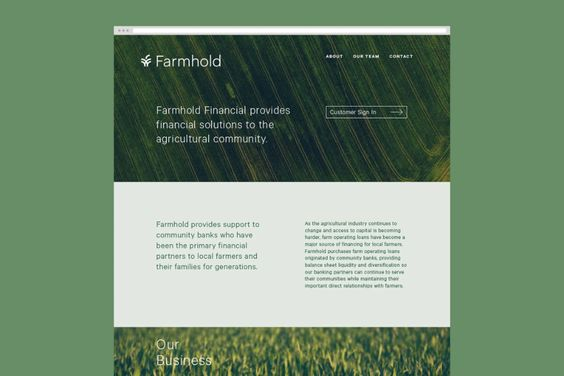 Farmhold
ABOUT OUR TEAM CONTACT
Farmhold Financial provides
financial solutions to the
agricultural community.
Customer Sign In
Farmhold provides support to
community banks who have
been the primary financial
partners to local farmers and
their families for generations.
As the agricultural industry continues to
change and access to capital is becoming
harder, farm operating loans have become a
major source of financing for local farmers.
Farmhold purchases farm operating loans
originated by community banks, providing
balance sheet liquidity and diversification so
our banking partners can continue to serve
their communities while maintaining their
important direct relationships with farmers.
Our
Business